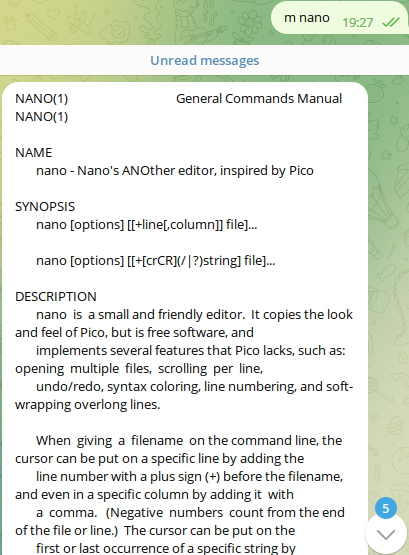 m nano 19:27
Unread messages
NANO(1) General Commands Manual
NANO(1)
NAME
nano - Nano's ANOther editor, inspired by Pico
SYNOPSIS
nano [options] [[+line[,column]] file]...
nano [options] [[+[crCR](/|?)string] file]...
DESCRIPTION
nano is a small and friendly editor. It copies the look
and feel of Pico, but is free software, and
implements several features that Pico lacks, such as:
opening multiple files, scrolling per line,
undo/redo, syntax coloring, line numbering, and soft-
wrapping overlong lines.
When giving a filename on the command line, the
cursor can be put on a specific line by adding the
line number with a plus sign (+) before the filename,
and even in a specific column by adding it with
a comma. (Negative numbers count from the end
of the file or line.) The cursor can be put on the
first or last occurrence of a specific string by
5